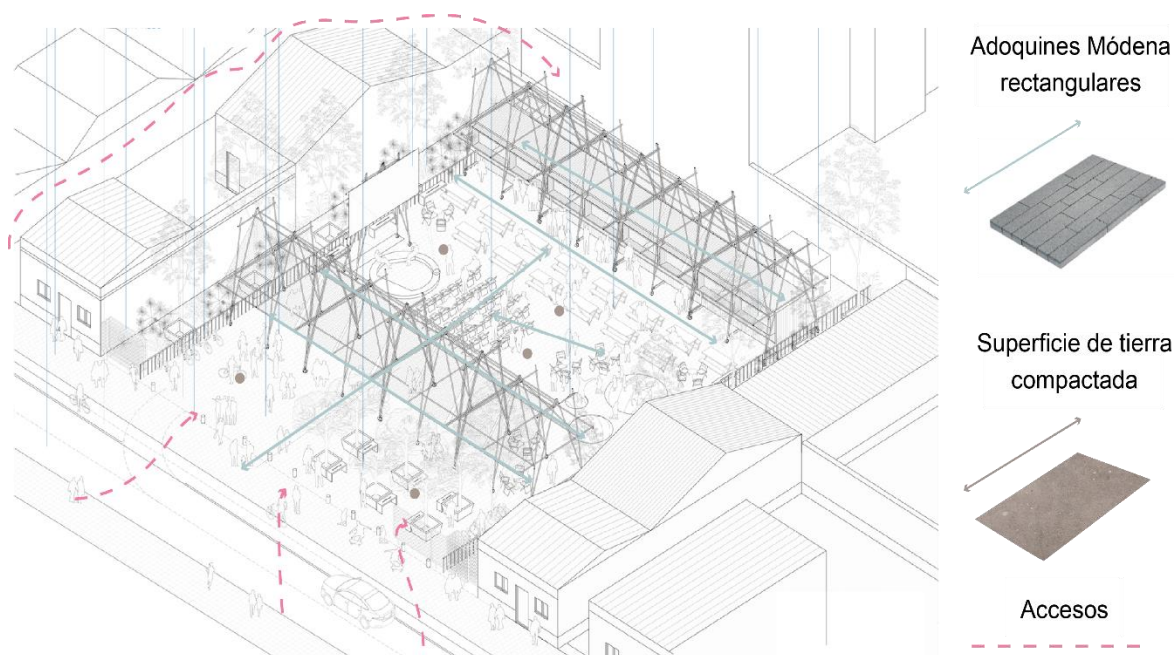 Adoquines Módena
rectangulares
Superficie de tierra
compactada
Accesos